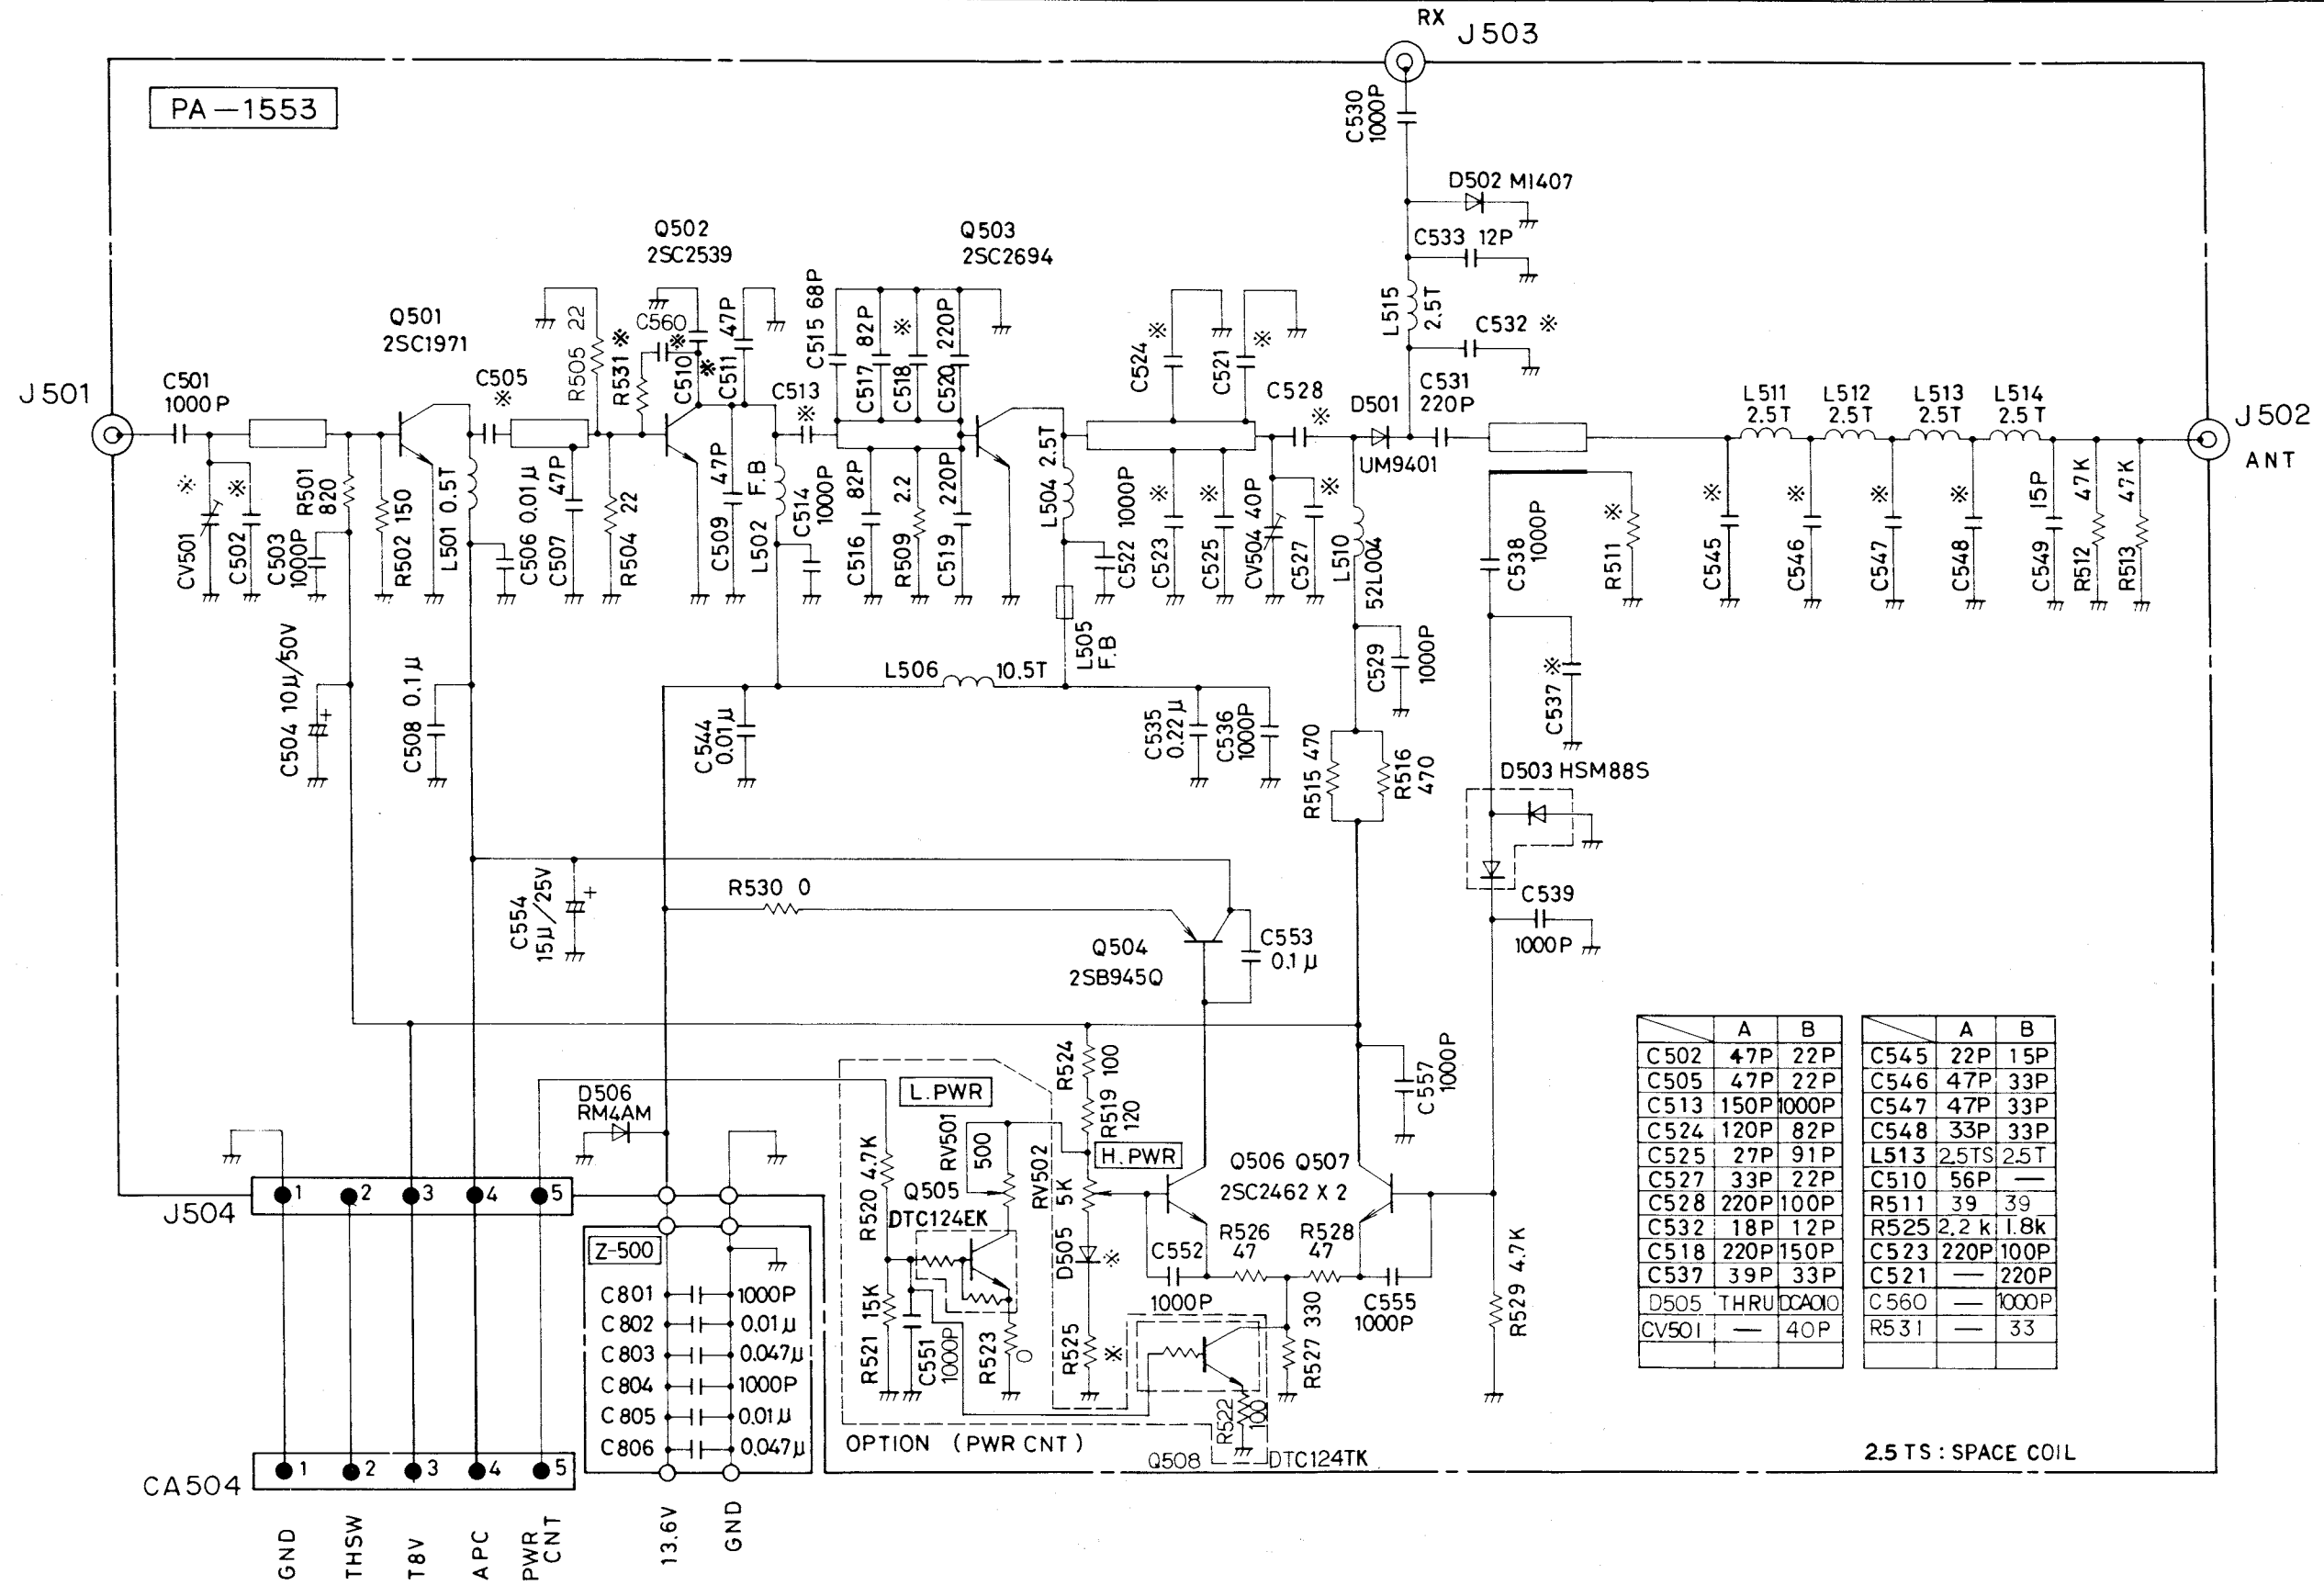 RX J503
PA—1553
C530 1000P
D502 MI407
C533 12P
L515 2.5T
C532 ※
Q501
2SC1971
Q502
2SC2539
Q503
2SC2694
J501
C501
1000P
C505
※
R505 22
R531 ※
C560
※
C510
※
C511 47P
C515 68P
C517 82P
C518 ※
C520 220P
C513
※
C524 ※
C521 ※
C528
※
D501
UM9401
C531
220P
L511
2.5T
L512
2.5T
L513
2.5T
L514
2.5T
J502
ANT
※
CV501
※
C502
R501
820
C503
1000P
R502 150
L501 0.5T
C506 0.01µ
C507 47P
R504 22
C509 47P
L502 F.B
C514
1000P
C516 82P
R509 2.2
C519 220P
L504 2.5T
C522 1000P
C523 ※
C525 ※
CV504 40P
C527 ※
L510
52L004
C538
1000P
R511 ※
C545 ※
C546 ※
C547 ※
C548 ※
C549 15P
R512 47K
R513 47K
C504 10µ/50V
C508 0.1µ
L505
F.B
L506 10.5T
C529
1000P
C537 ※
C544
0.01µ
C535
0.22µ
C536
1000P
R515 470
R516
470
D503 HSM88S
C539
1000P
C554
15µ/25V
+
+
R530 0
Q504
2SB945Q
C553
0.1µ
D506
RM4AM
L.PWR
R524 100
R519
120
C557
1000P
RV501
500
RV502
5K
H.PWR
R520 4.7K
Q505
DTC124EK
Q506 Q507
2SC2462 X 2
D505 ※
C552
1000P
R526
47
R528
47
C555
1000P
R529 4.7K
R521 15K
C551
1000P
R523
0
R525 ※
R527 330
R522
100
OPTION (PWR CNT)
Q508 DTC124TK
J504
1 2 3 4 5
CA504
1 2 3 4 5
GND
THSW
T8V
APC
PWR
CNT
13.6V
GND
Z-500
C801 1000P
C802 0.01µ
C803 0.047µ
C804 1000P
C805 0.01µ
C806 0.047µ
A B
C502 47P 22P
C505 47P 22P
C513 150P 1000P
C524 120P 82P
C525 27P 91P
C527 33P 22P
C528 220P 100P
C532 18P 12P
C518 220P 150P
C537 39P 33P
D505 THRU DCA010
CV501 — 40P
A B
C545 22P 15P
C546 47P 33P
C547 47P 33P
C548 33P 33P
L513 2.5TS 2.5T
C510 56P —
R511 39 39
R525 2.2k 1.8k
C523 220P 100P
C521 — 220P
C560 — 1000P
R531 — 33
2.5TS : SPACE COIL